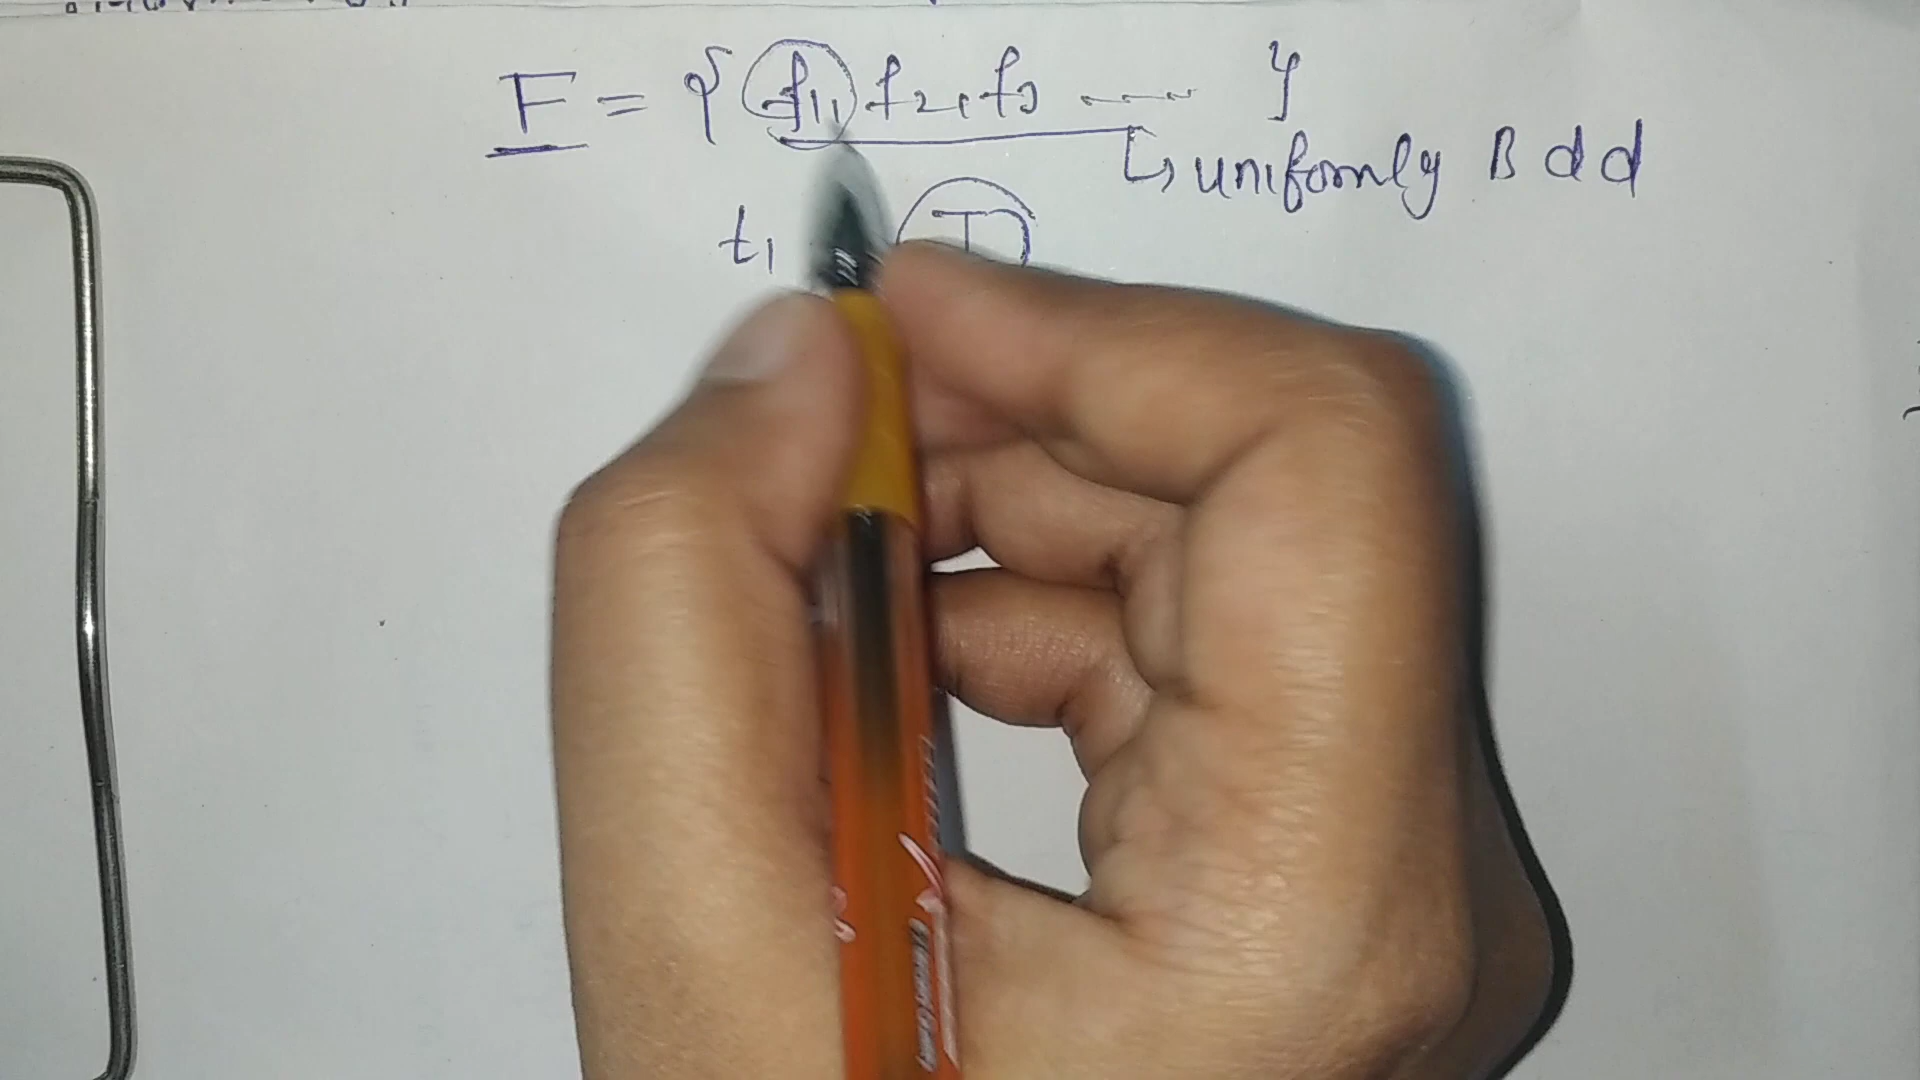 F = { f1, f2, f3 ---- }
↳ uniformly Bdd
t1 I